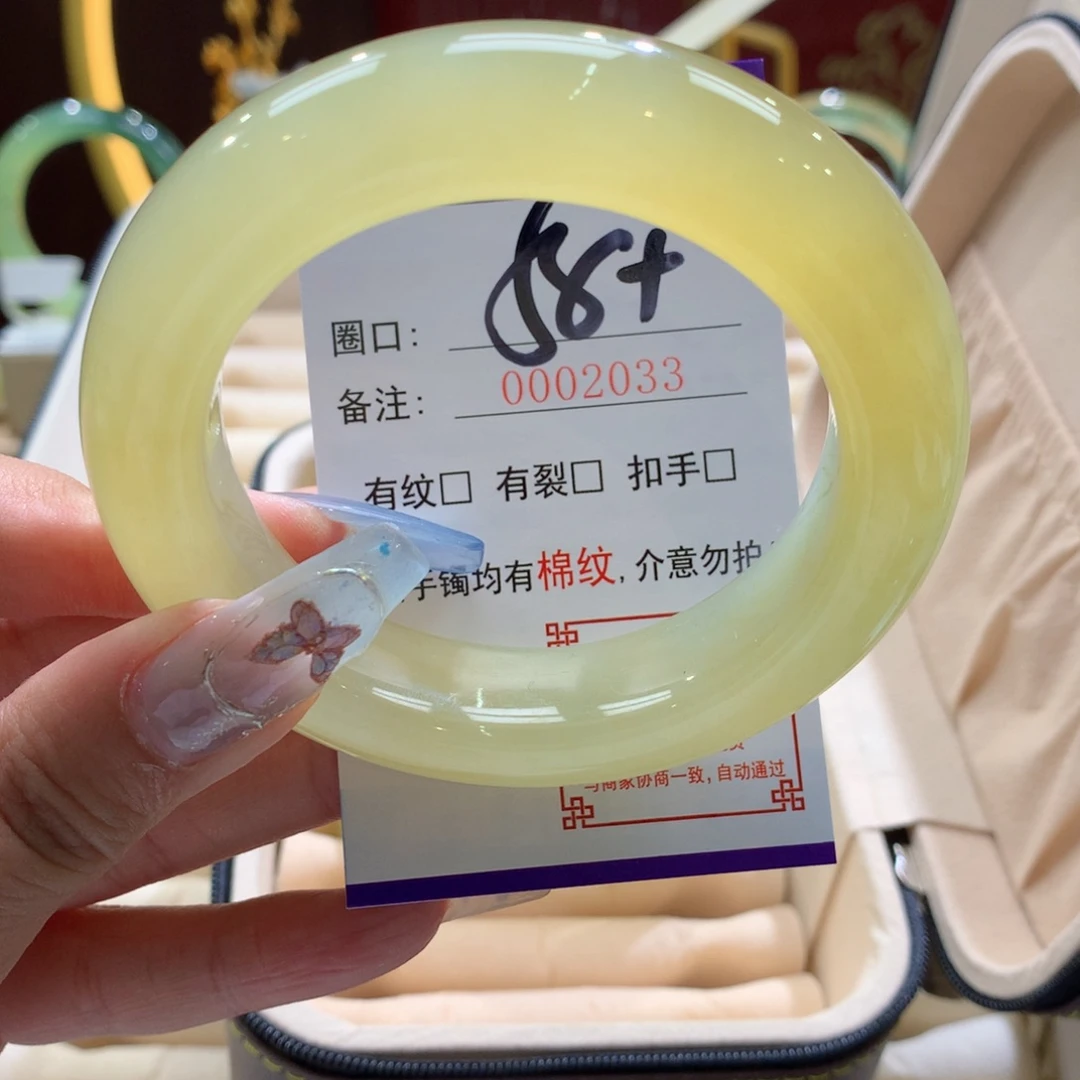 圈口: 58+
备注: 0002033
有纹□ 有裂□ 扣手□
手镯均有棉纹, 介意勿拍
与商家协商一致, 自动通过